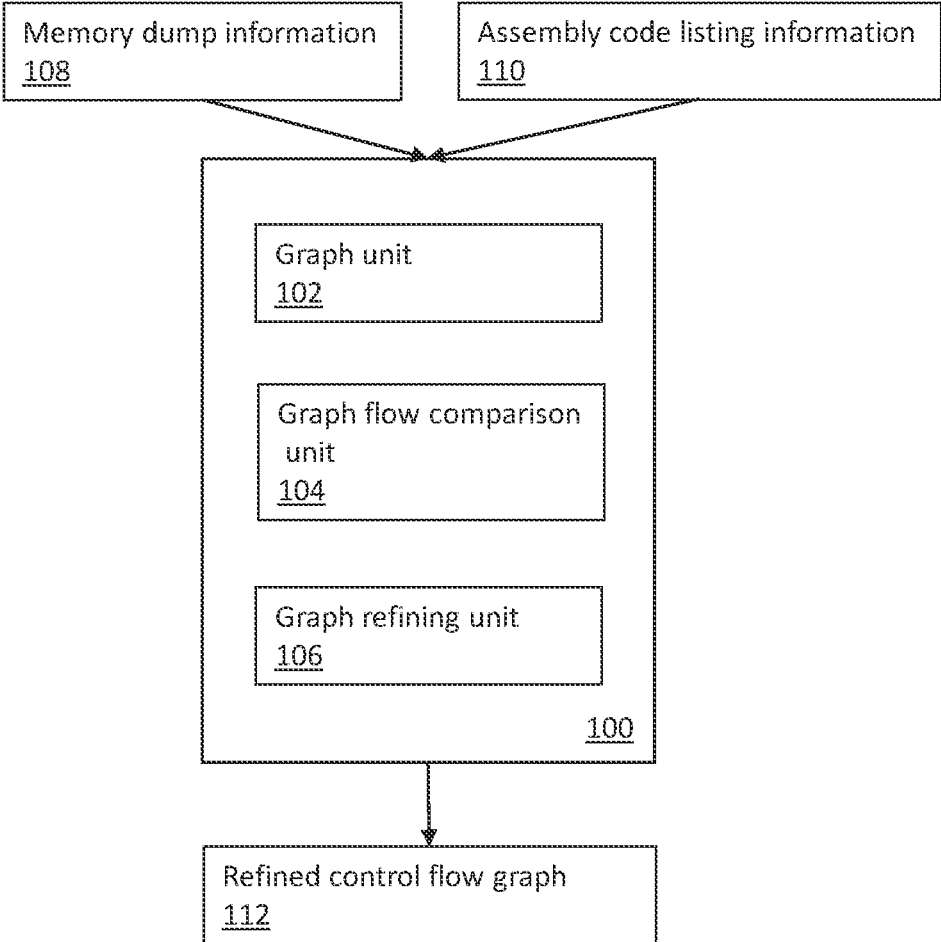 Memory dump information
108
Assembly code listing information
110
Graph unit
102
Graph flow comparison
unit
104
Graph refining unit
106
100
Refined control flow graph
112